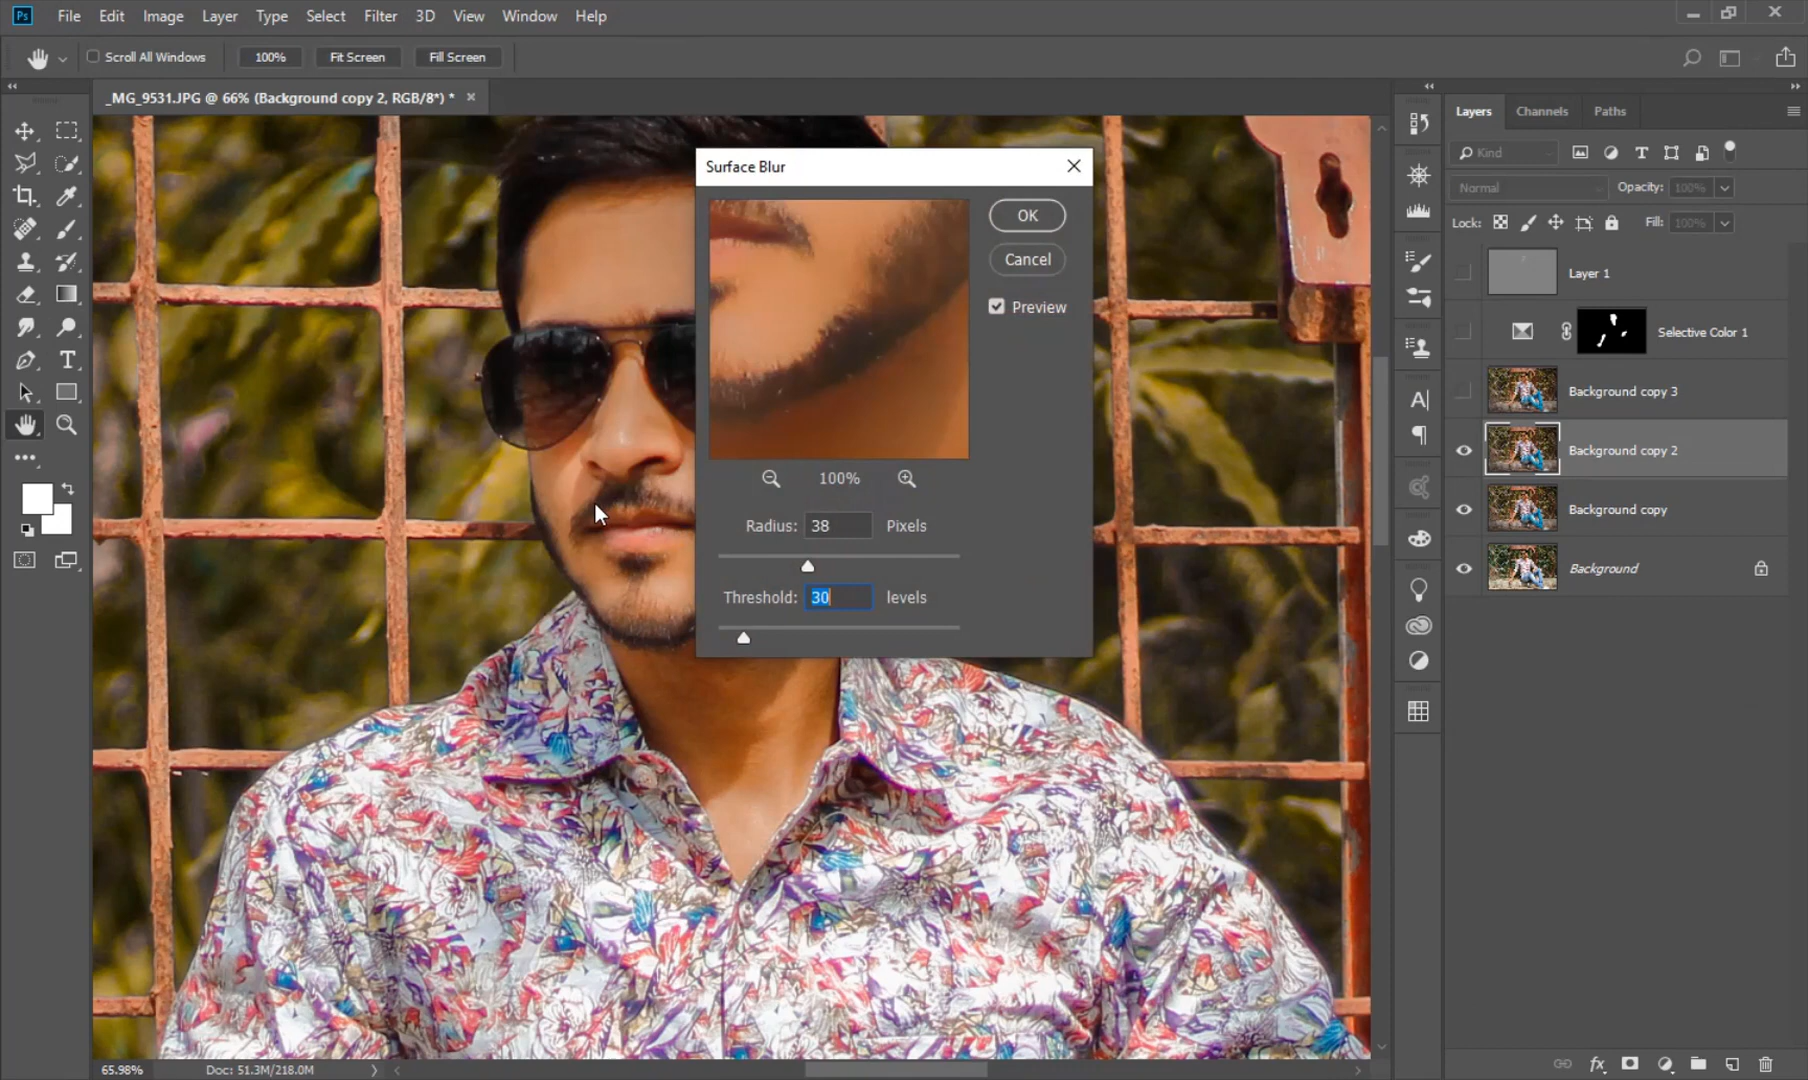 Ps File Edit Image Layer Type Select Filter 3D View Window Help
Scroll All Windows 100% Fit Screen Fill Screen
_MG_9531.JPG @ 66% (Background copy 2, RGB/8*) *
Surface Blur
OK
Cancel
Preview
100%
Radius: 38 Pixels
Threshold: 30 levels
Layers Channels Paths
Kind
Normal Opacity: 100%
Lock: Fill: 100%
Layer 1
Selective Color 1
Background copy 3
Background copy 2
Background copy
Background
65.98% Doc: 51.3M/218.0M